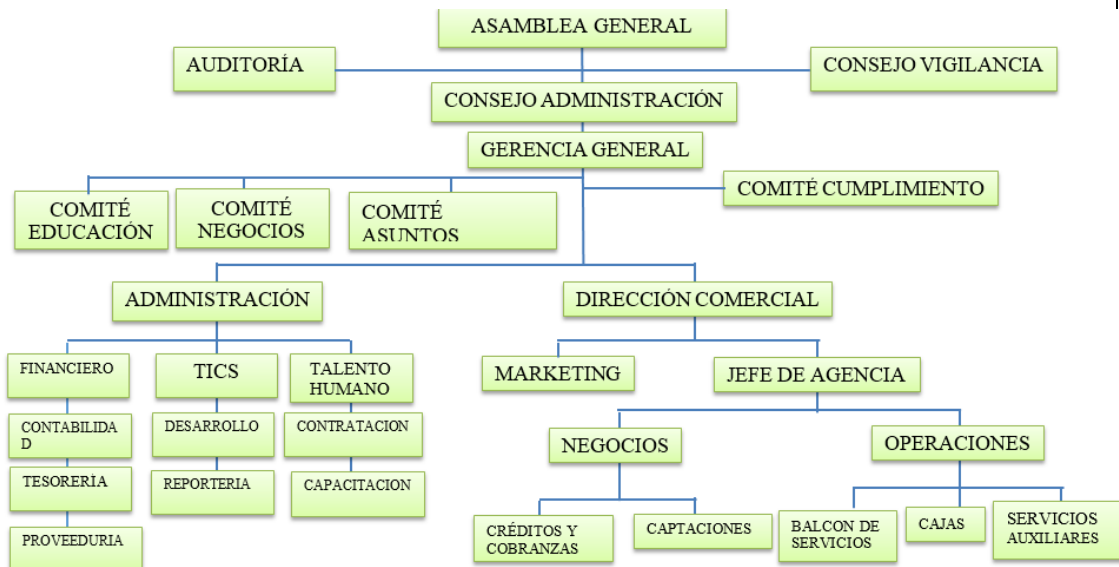 ASAMBLEA GENERAL
AUDITORÍA
CONSEJO VIGILANCIA
CONSEJO ADMINISTRACIÓN
GERENCIA GENERAL
COMITÉ CUMPLIMIENTO
COMITÉ
EDUCACIÓN
COMITÉ
NEGOCIOS
COMITÉ
ASUNTOS
ADMINISTRACIÓN
DIRECCIÓN COMERCIAL
FINANCIERO
TICS
TALENTO
HUMANO
MARKETING
JEFE DE AGENCIA
CONTABILIDA
D
DESARROLLO
CONTRATACION
NEGOCIOS
OPERACIONES
TESORERÍA
REPORTERIA
CAPACITACION
PROVEEDURIA
CRÉDITOS Y
COBRANZAS
CAPTACIONES
BALCON DE
SERVICIOS
CAJAS
SERVICIOS
AUXILIARES